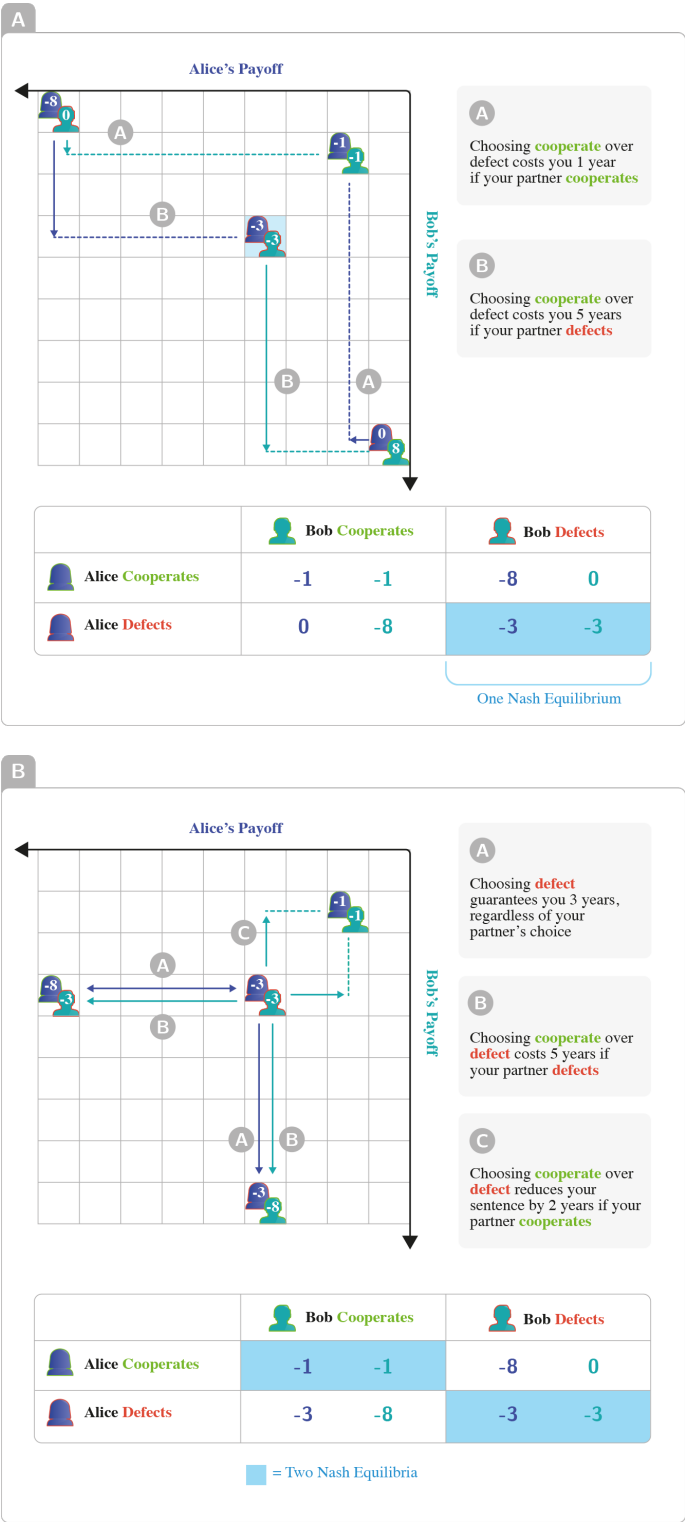 A
Alice's Payoff
-8
0
-1
-1
A
B
-3
-3
B
A
0
8
Bob's Payoff
A
Choosing cooperate over
defect costs you 1 year
if your partner cooperates
B
Choosing cooperate over
defect costs you 5 years
if your partner defects
Bob Cooperates Bob Defects
Alice Cooperates -1 -1 -8 0
Alice Defects 0 -8 -3 -3
One Nash Equilibrium
B
Alice's Payoff
-1
-1
C
A
-8
-3
-3
-3
B
A
B
-3
-8
Bob's Payoff
A
Choosing defect
guarantees you 3 years,
regardless of your
partner's choice
B
Choosing cooperate over
defect costs 5 years if
your partner defects
C
Choosing cooperate over
defect reduces your
sentence by 2 years if your
partner cooperates
Bob Cooperates Bob Defects
Alice Cooperates -1 -1 -8 0
Alice Defects -3 -8 -3 -3
= Two Nash Equilibria